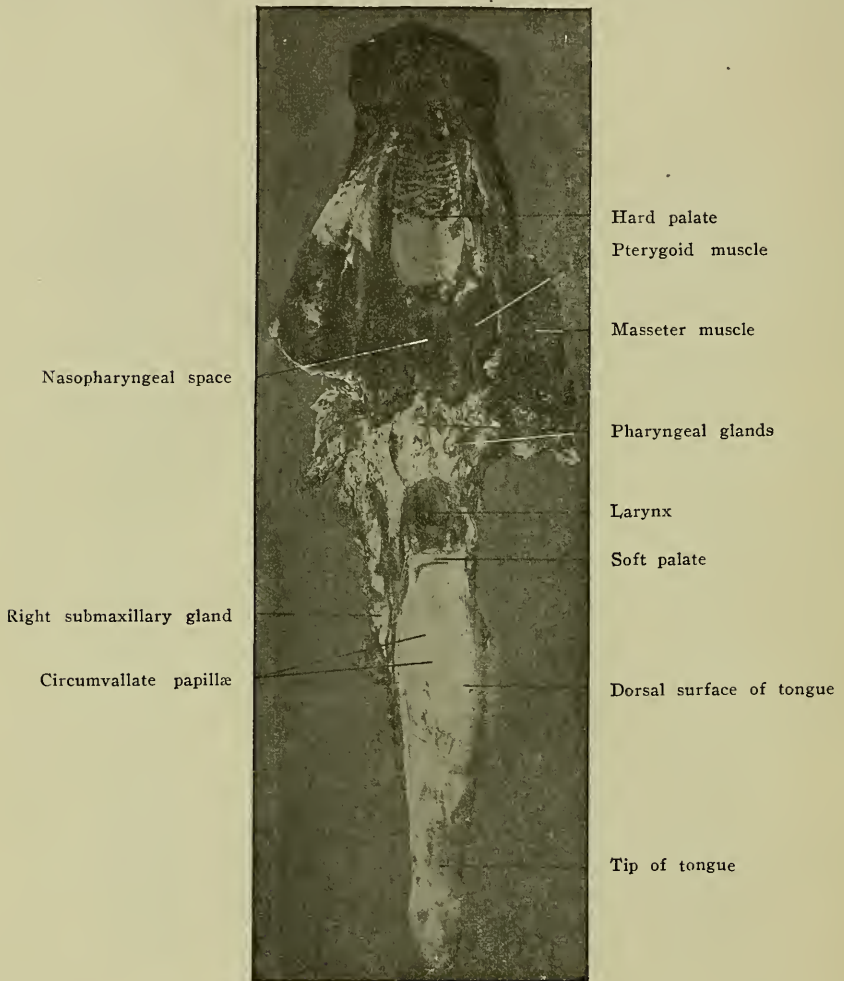 Hard palate
Pterygoid muscle
Masseter muscle
Nasopharyngeal space
Pharyngeal glands
Larynx
Soft palate
Right submaxillary gland
Circumvallate papillæ
Dorsal surface of tongue
Tip of tongue